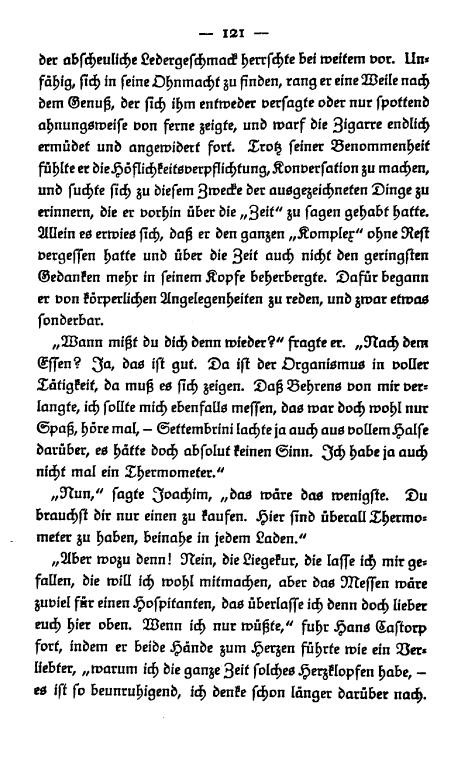 — 121 —
der abscheuliche Ledergeschmack herrschte bei weitem vor. Un-
fähig, sich in seine Ohnmacht zu finden, rang er eine Weile nach
dem Genuß, der sich ihm entweder versagte oder nur spottend
ahnungsweise von ferne zeigte, und warf die Zigarre endlich
ermüdet und angewidert fort. Trotz seiner Benommenheit
fühlte er die Höflichkeitsverpflichtung, Konversation zu machen,
und suchte sich zu diesem Zwecke der ausgezeichneten Dinge zu
erinnern, die er vorhin über die „Zeit“ zu sagen gehabt hatte.
Allein es erwies sich, daß er den ganzen „Komplex“ ohne Rest
vergessen hatte und über die Zeit auch nicht den geringsten
Gedanken mehr in seinem Kopfe beherbergte. Dafür begann
er von körperlichen Angelegenheiten zu reden, und zwar etwas
sonderbar.
„Wann mißt du dich denn wieder?“ fragte er. „Nach dem
Essen? Ja, das ist gut. Da ist der Organismus in voller
Tätigkeit, da muß es sich zeigen. Daß Behrens von mir ver-
langte, ich sollte mich ebenfalls messen, das war doch wohl nur
Spaß, höre mal, – Settembrini lachte ja auch aus vollem Halse
darüber, es hätte doch absolut keinen Sinn. Ich habe ja auch
nicht mal ein Thermometer.“
„Nun,“ sagte Joachim, „das wäre das wenigste. Du
brauchst dir nur einen zu kaufen. Hier sind überall Thermo-
meter zu haben, beinahe in jedem Laden.“
„Aber wozu denn! Nein, die Liegekur, die lasse ich mir ge-
fallen, die will ich wohl mitmachen, aber das Messen wäre
zuviel für einen Hospitanten, das überlasse ich denn doch lieber
euch hier oben. Wenn ich nur wüßte,“ fuhr Hans Castorp
fort, indem er beide Hände zum Herzen führte wie ein Ver-
liebter, „warum ich die ganze Zeit solches Herzklopfen habe, –
es ist so beunruhigend, ich denke schon länger darüber nach.